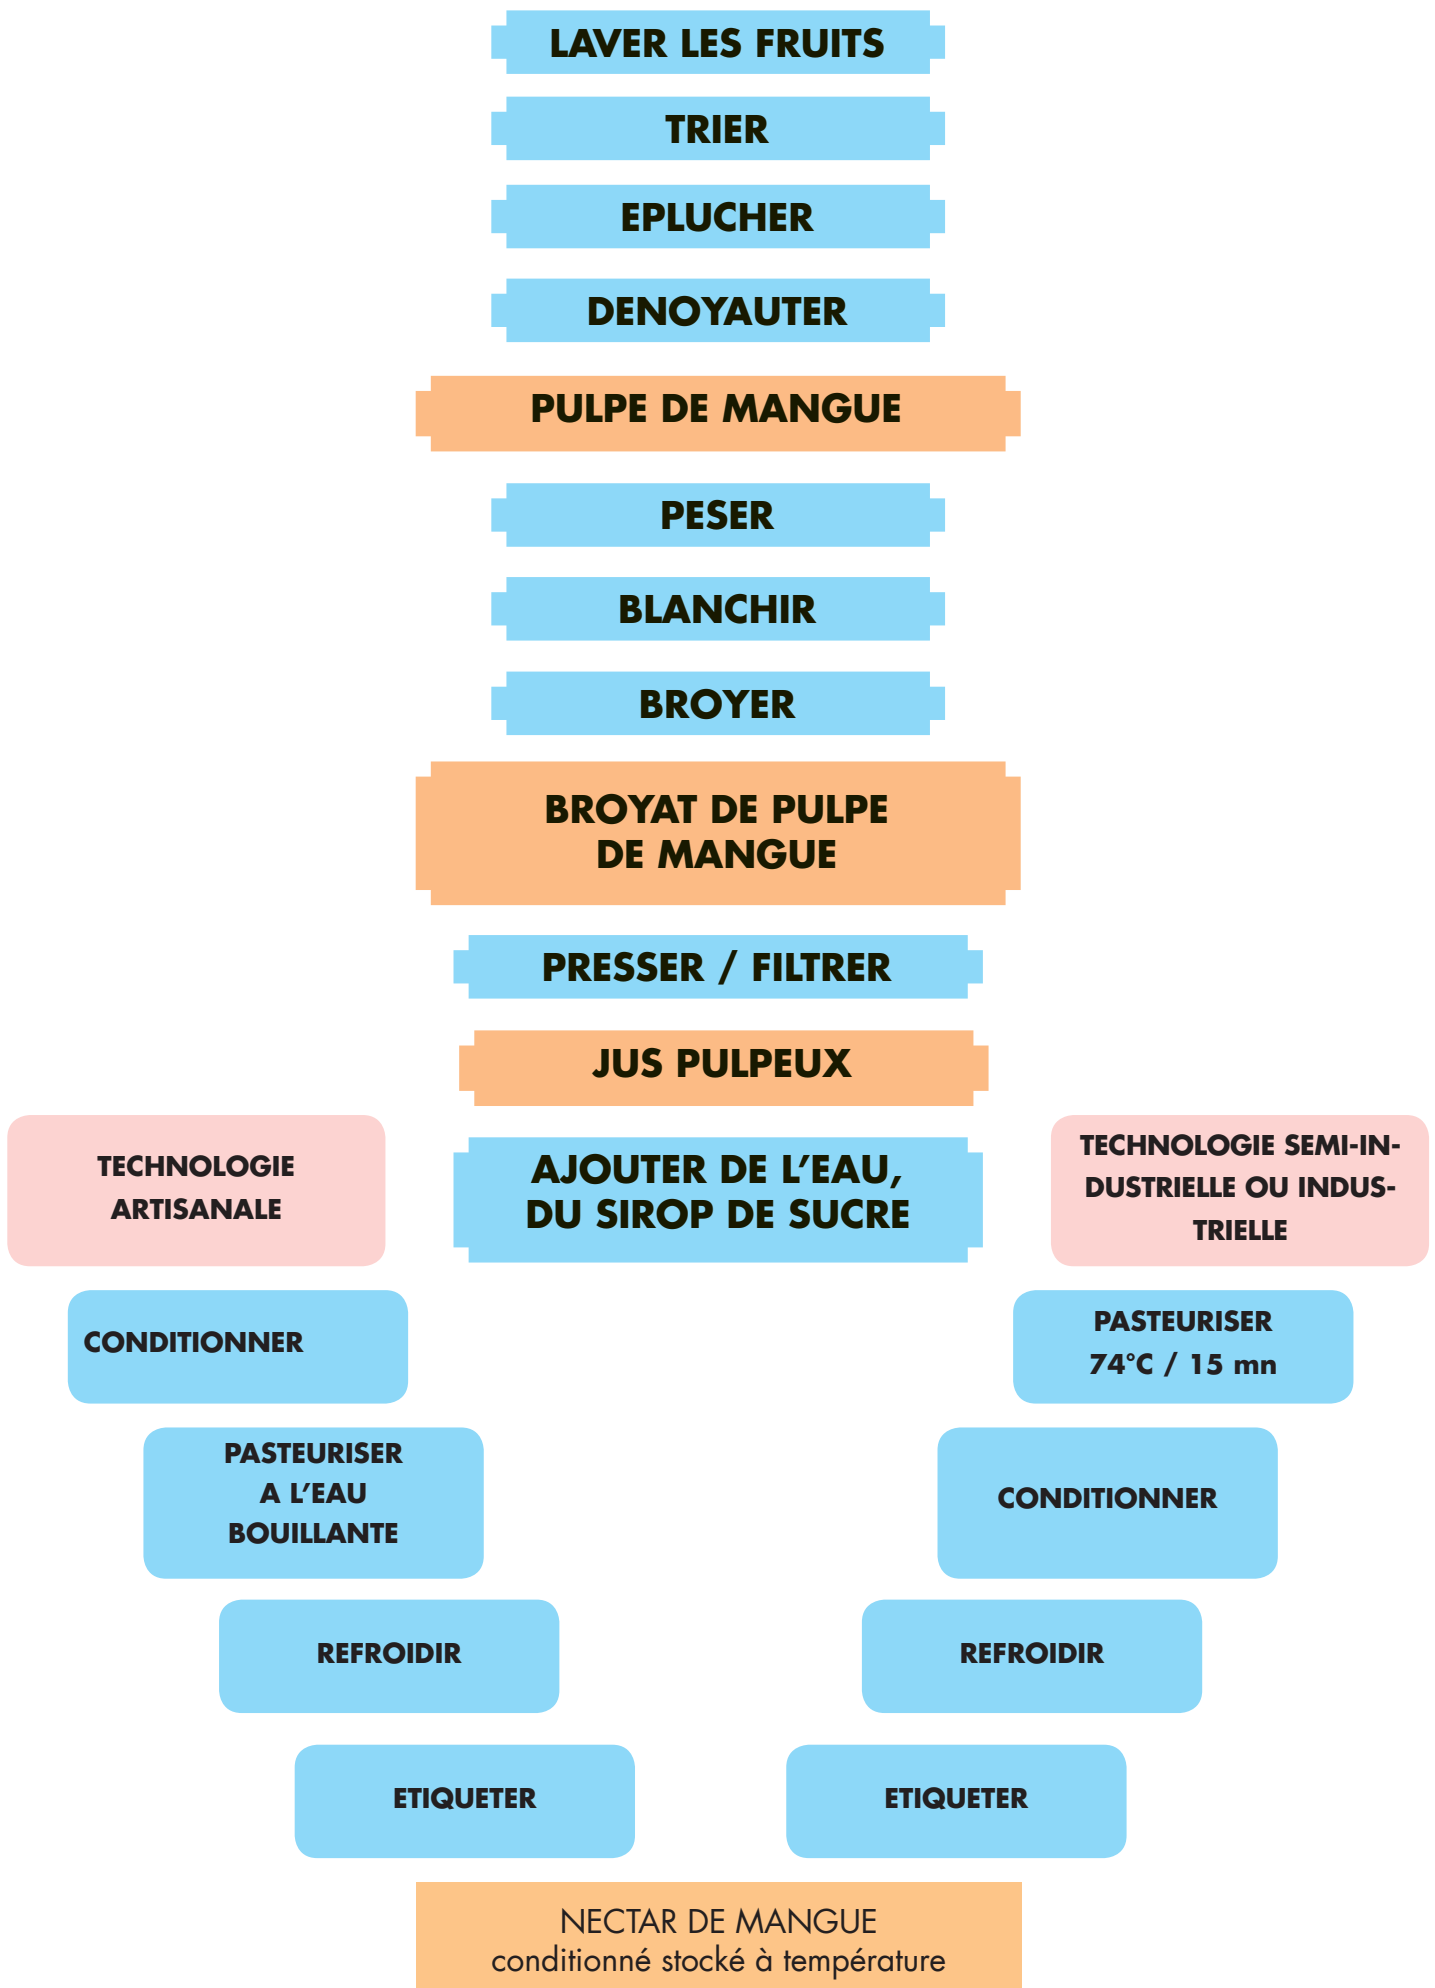 LAVER LES FRUITS
TRIER
EPLUCHER
DENOYAUTER
PULPE DE MANGUE
PESER
BLANCHIR
BROYER
BROYAT DE PULPE
DE MANGUE
PRESSER / FILTRER
JUS PULPEUX
AJOUTER DE L’EAU,
DU SIROP DE SUCRE
TECHNOLOGIE
ARTISANALE
CONDITIONNER
PASTEURISER
A L’EAU
BOUILLANTE
REFROIDIR
ETIQUETER
TECHNOLOGIE SEMI-IN-
DUSTRIELLE OU INDUS-
TRIELLE
PASTEURISER
74°C / 15 mn
CONDITIONNER
REFROIDIR
ETIQUETER
NECTAR DE MANGUE
conditionné stocké à température